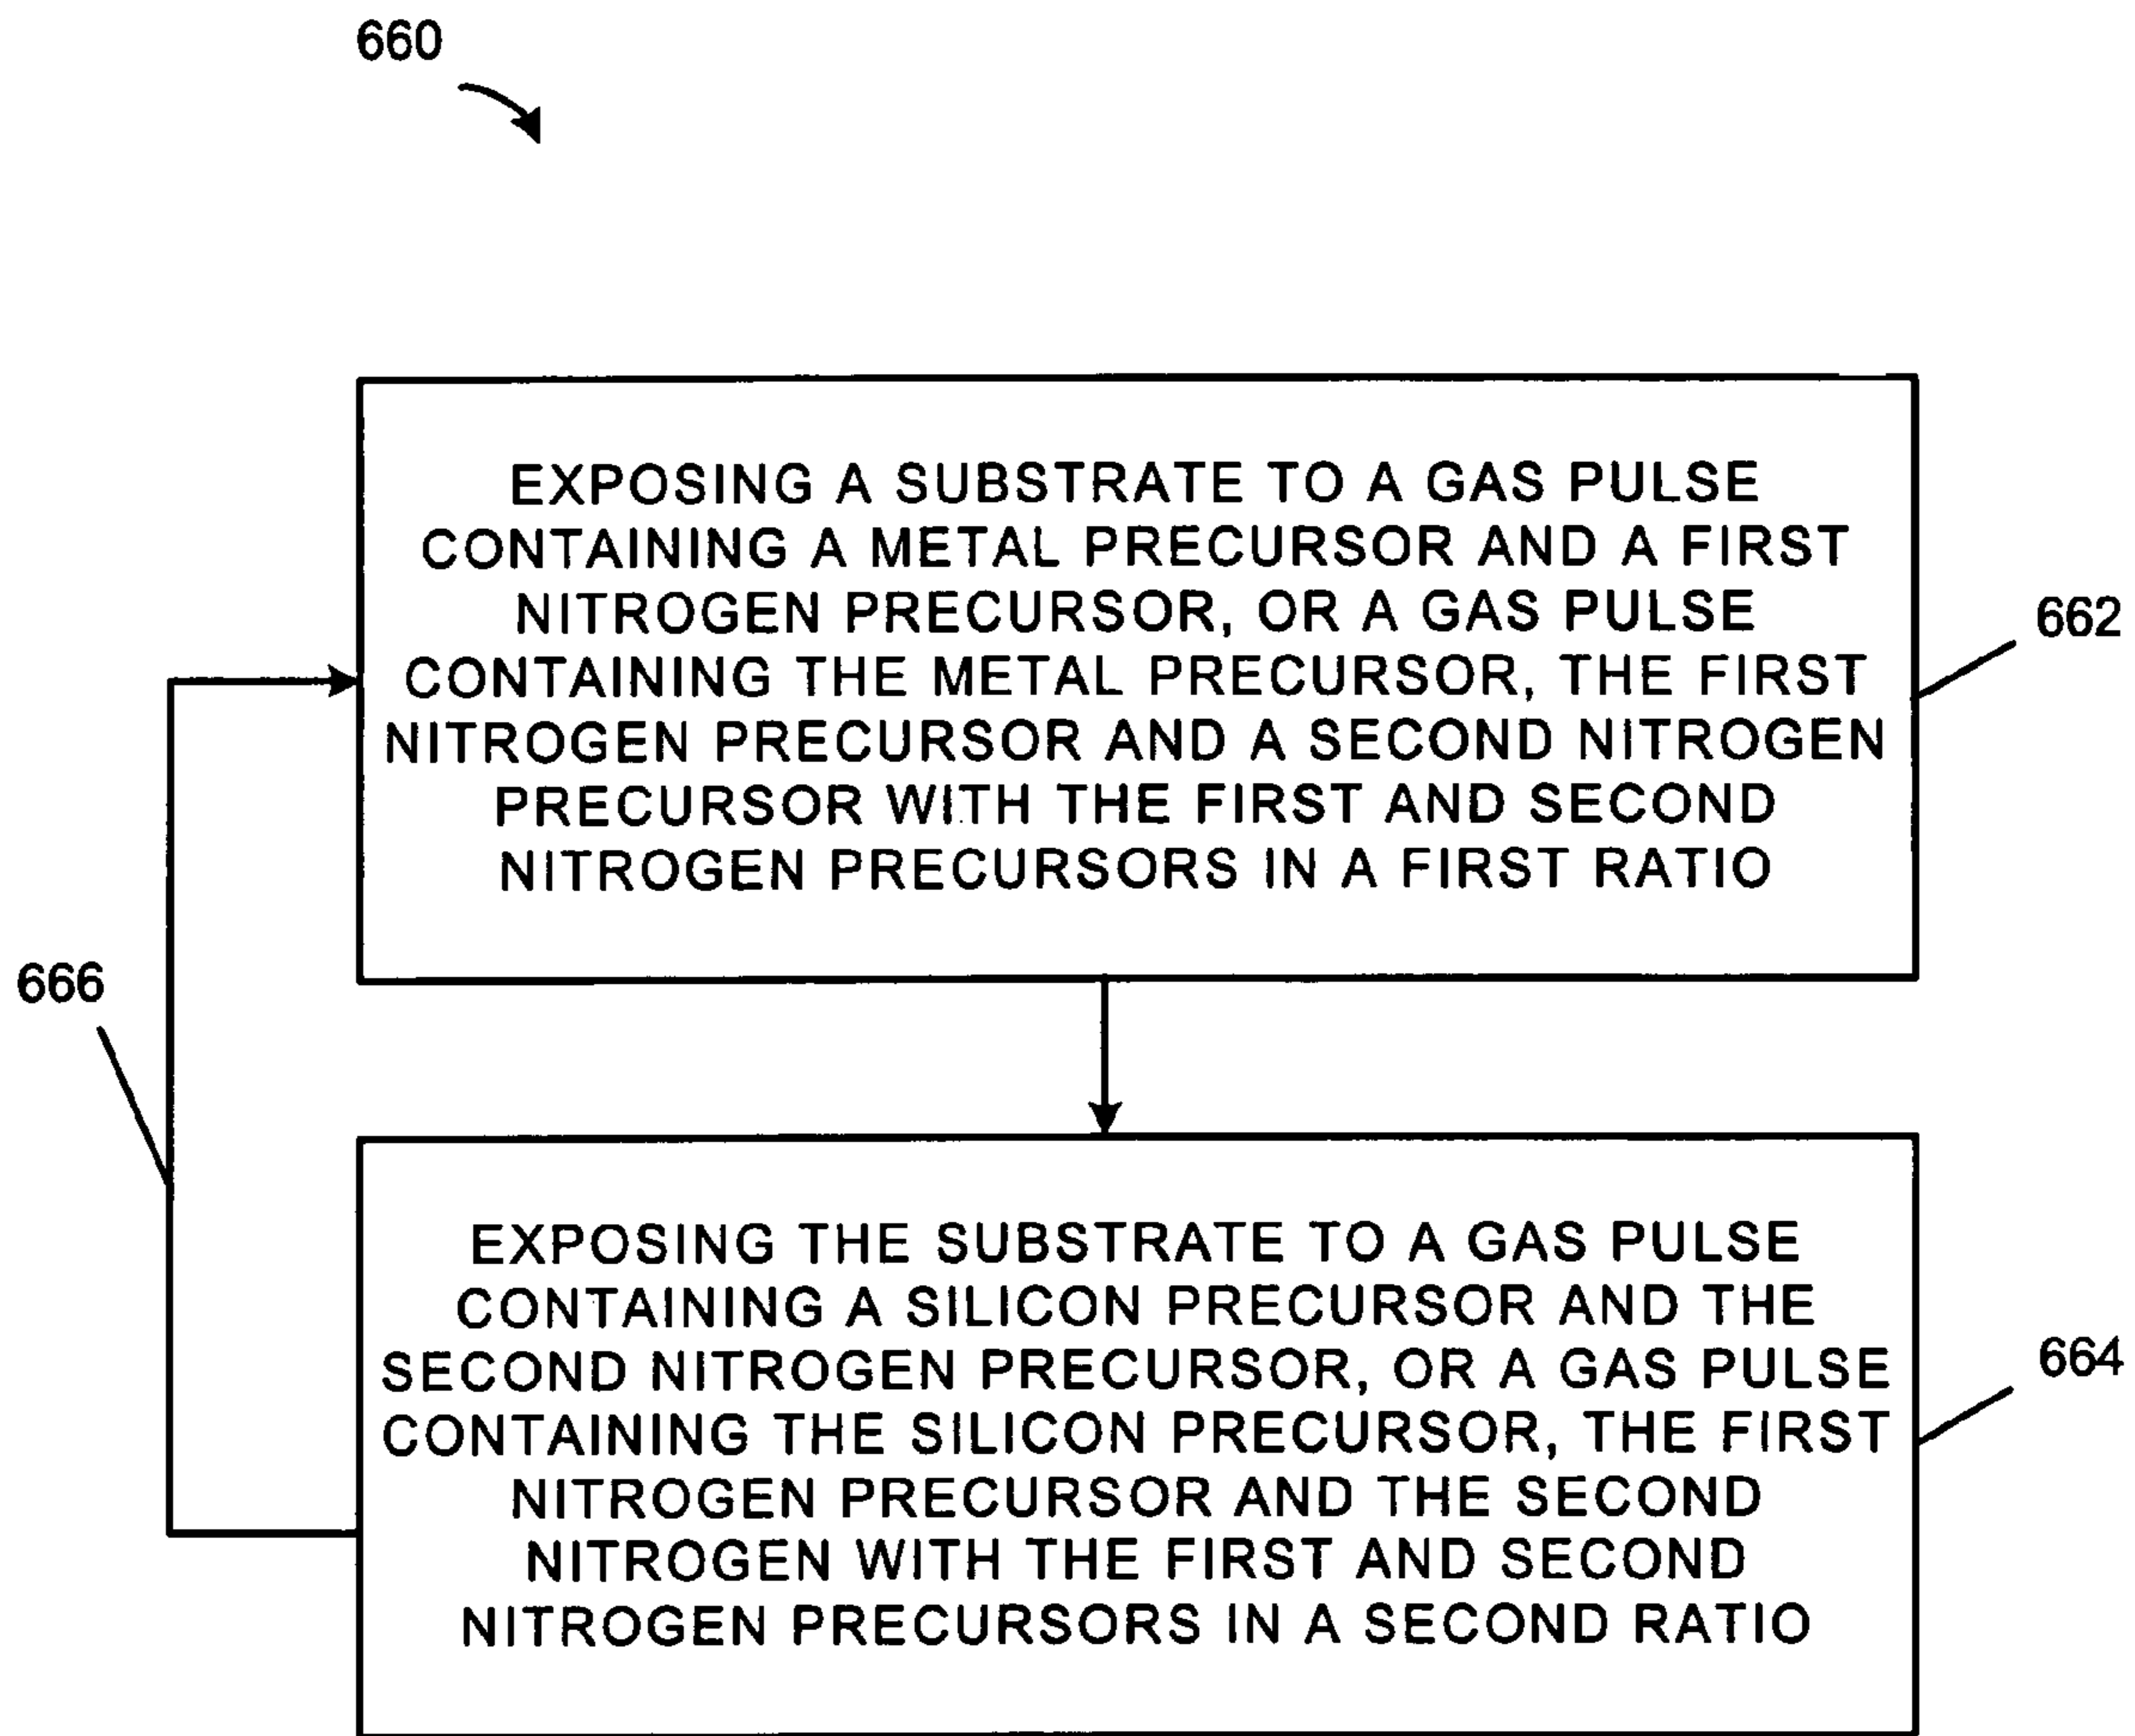 660
EXPOSING A SUBSTRATE TO A GAS PULSE
CONTAINING A METAL PRECURSOR AND A FIRST
NITROGEN PRECURSOR, OR A GAS PULSE
CONTAINING THE METAL PRECURSOR, THE FIRST
NITROGEN PRECURSOR AND A SECOND NITROGEN
PRECURSOR WITH THE FIRST AND SECOND
NITROGEN PRECURSORS IN A FIRST RATIO
662
666
EXPOSING THE SUBSTRATE TO A GAS PULSE
CONTAINING A SILICON PRECURSOR AND THE
SECOND NITROGEN PRECURSOR, OR A GAS PULSE
CONTAINING THE SILICON PRECURSOR, THE FIRST
NITROGEN PRECURSOR AND THE SECOND
NITROGEN WITH THE FIRST AND SECOND
NITROGEN PRECURSORS IN A SECOND RATIO
664